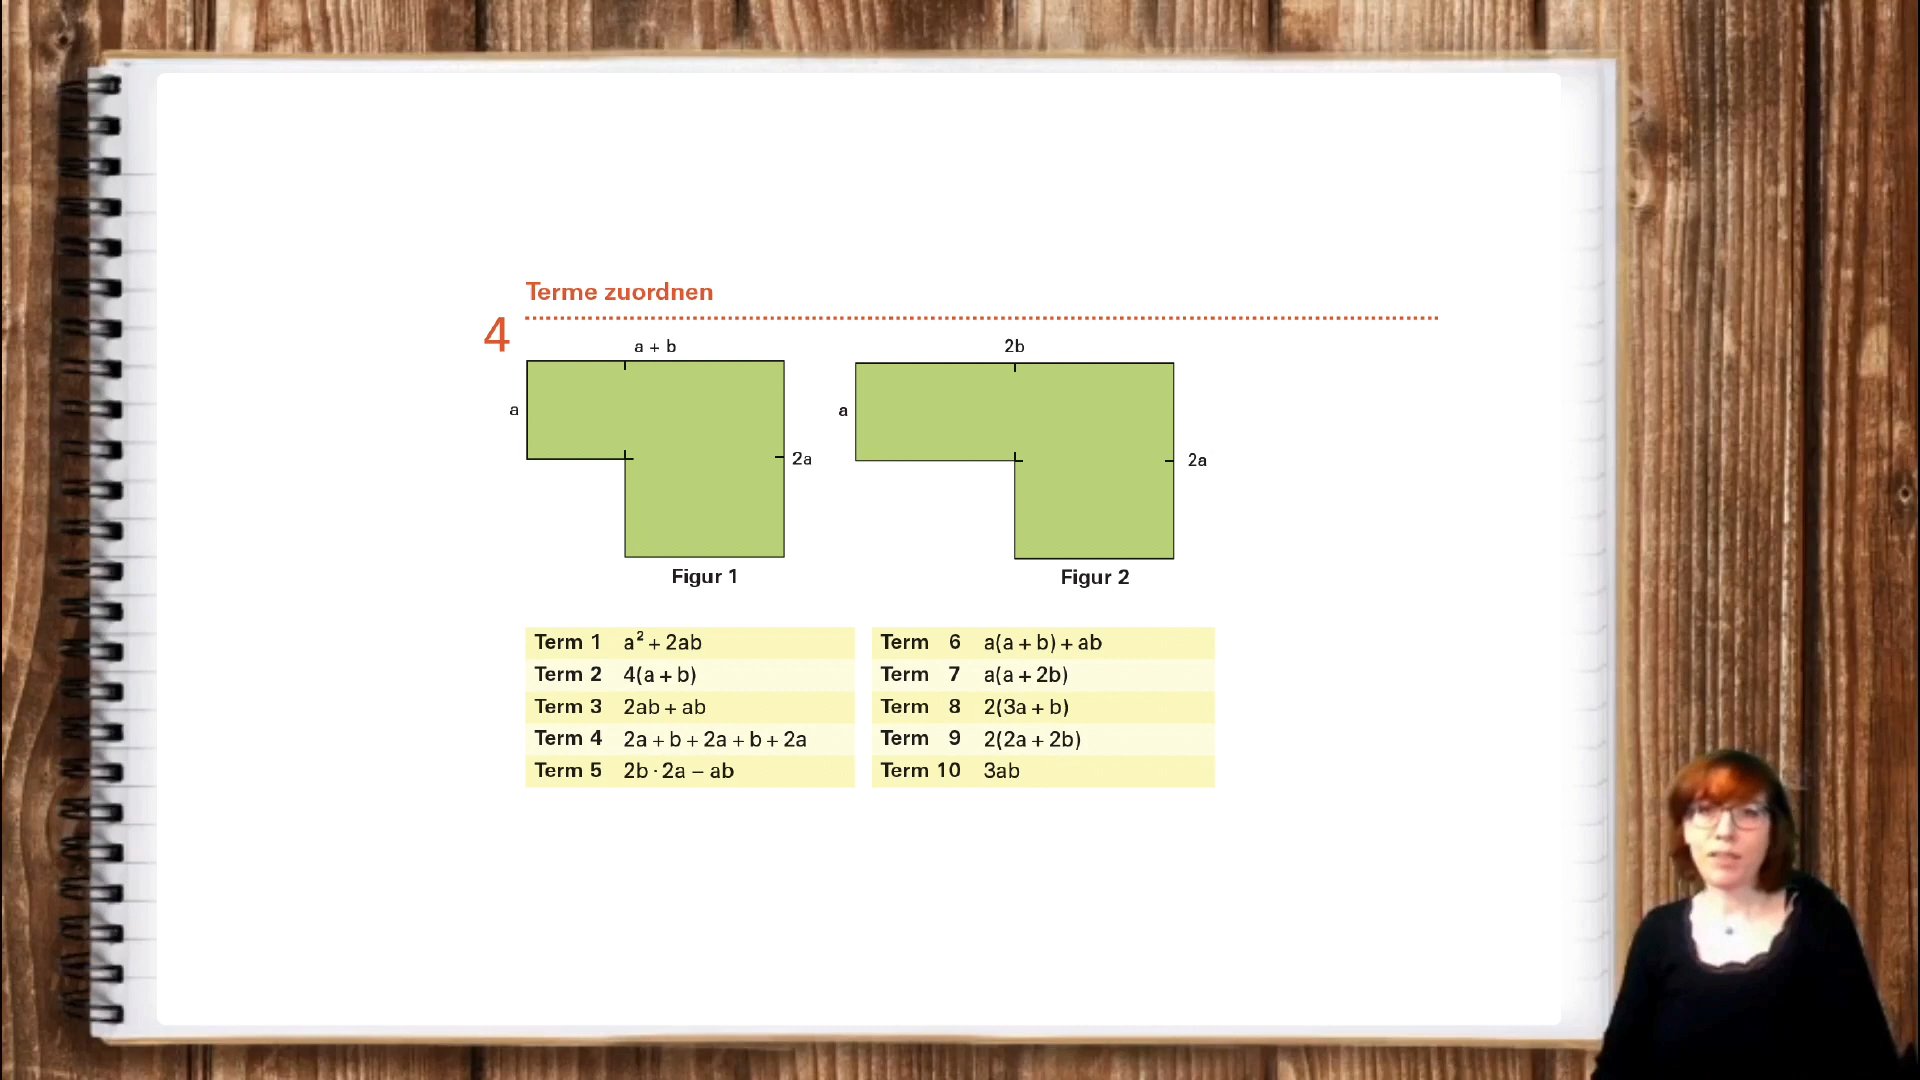 Terme zuordnen
4
a + b
a
2a
Figur 1
2b
a
2a
Figur 2
Term 1 a² + 2ab
Term 2 4(a + b)
Term 3 2ab + ab
Term 4 2a + b + 2a + b + 2a
Term 5 2b · 2a – ab
Term 6 a(a + b) + ab
Term 7 a(a + 2b)
Term 8 2(3a + b)
Term 9 2(2a + 2b)
Term 10 3ab